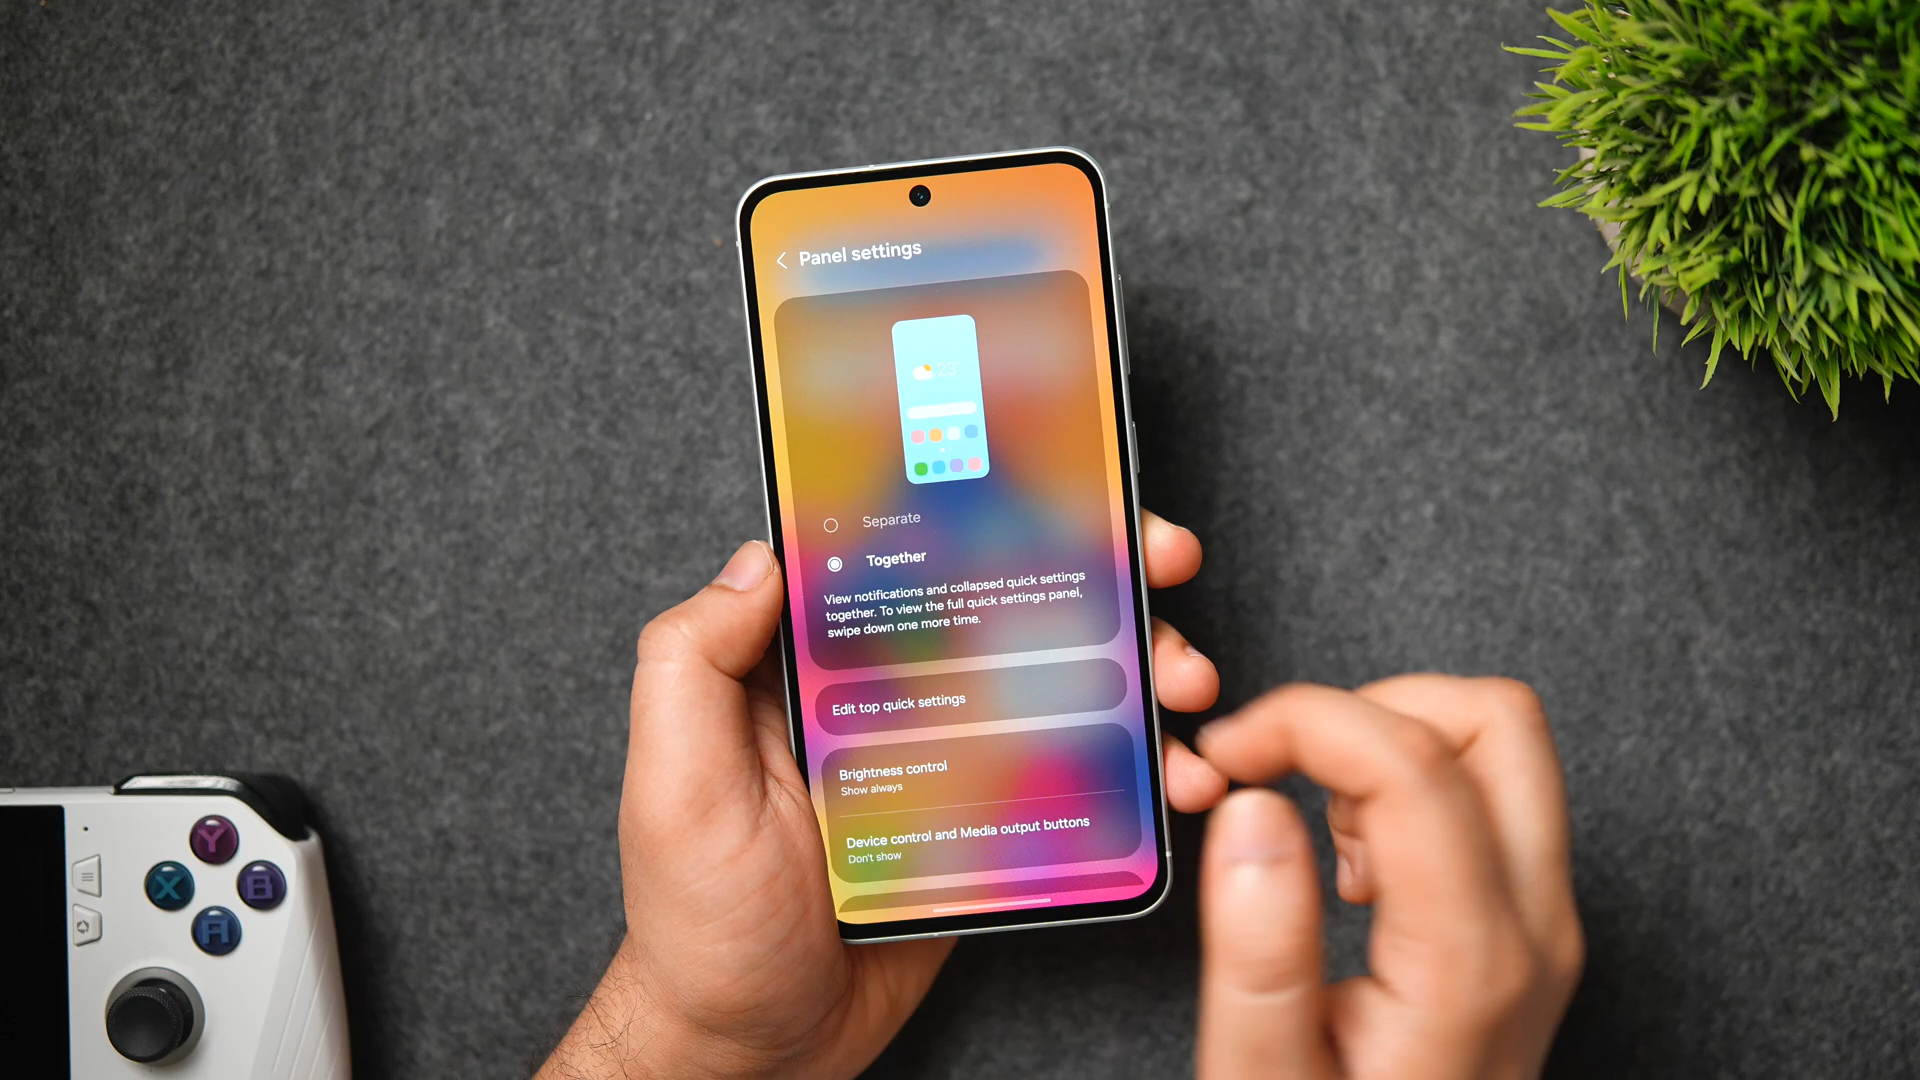 Panel settings
23°
Separate
Together
View notifications and collapsed quick settings
together. To view the full quick settings panel,
swipe down one more time.
Edit top quick settings
Brightness control
Show always
Device control and Media output buttons
Don't show
Y
X
B
A